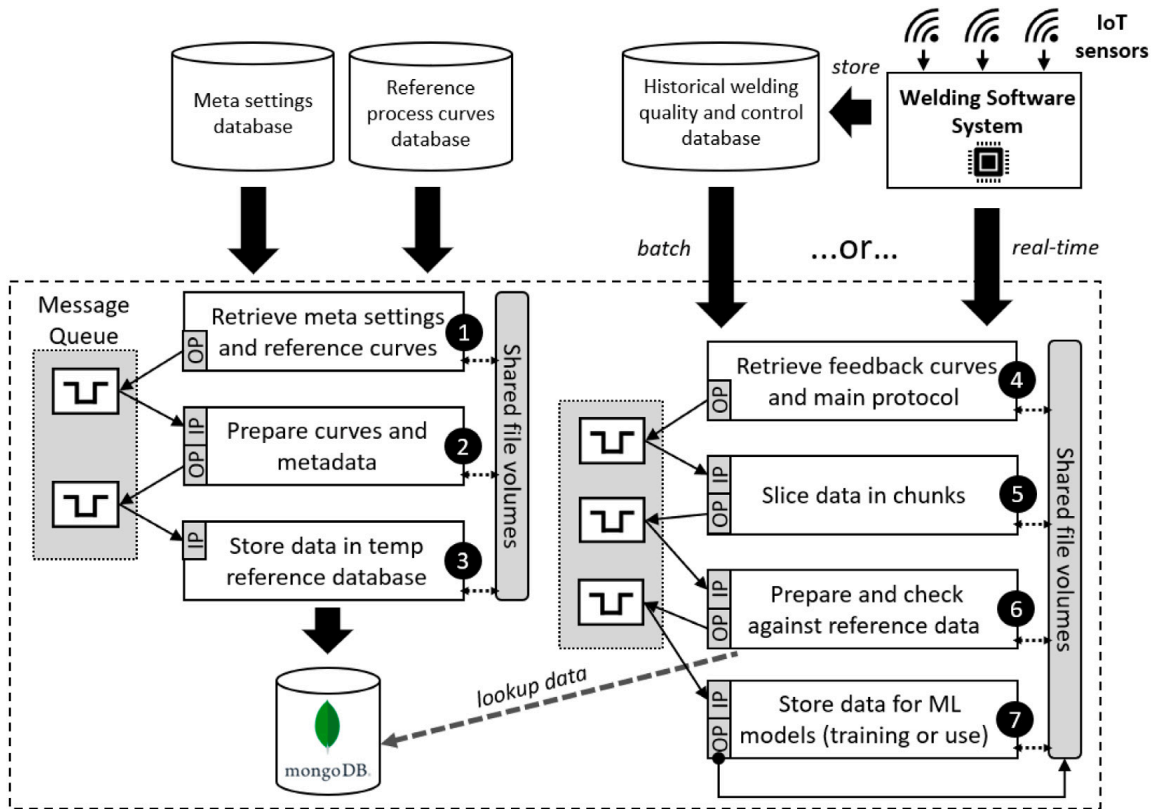 IoT
sensors
Meta settings
database
Reference
process curves
database
Historical welding
quality and control
database
store
Welding Software
System
batch
...or...
real-time
Message
Queue
Retrieve meta settings
and reference curves
1
OP
IP
OP
Prepare curves and
metadata
2
IP
Store data in temp
reference database
3
Shared file volumes
mongoDB.
lookup data
Retrieve feedback curves
and main protocol
4
OP
IP
OP
Slice data in chunks
5
IP
OP
Prepare and check
against reference data
6
IP
OP
Store data for ML
models (training or use)
7
Shared file volumes